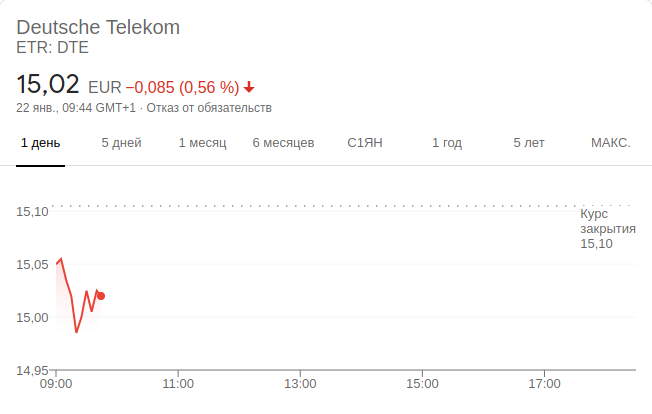 Deutsche Telekom
ETR: DTE
15,02 EUR −0,085 (0,56 %)
22 янв., 09:44 GMT+1 · Отказ от обязательств
1 день 5 дней 1 месяц 6 месяцев С1ЯН 1 год 5 лет МАКС.
15,10
Курс
закрытия
15,10
15,05
15,00
14,95
09:00 11:00 13:00 15:00 17:00